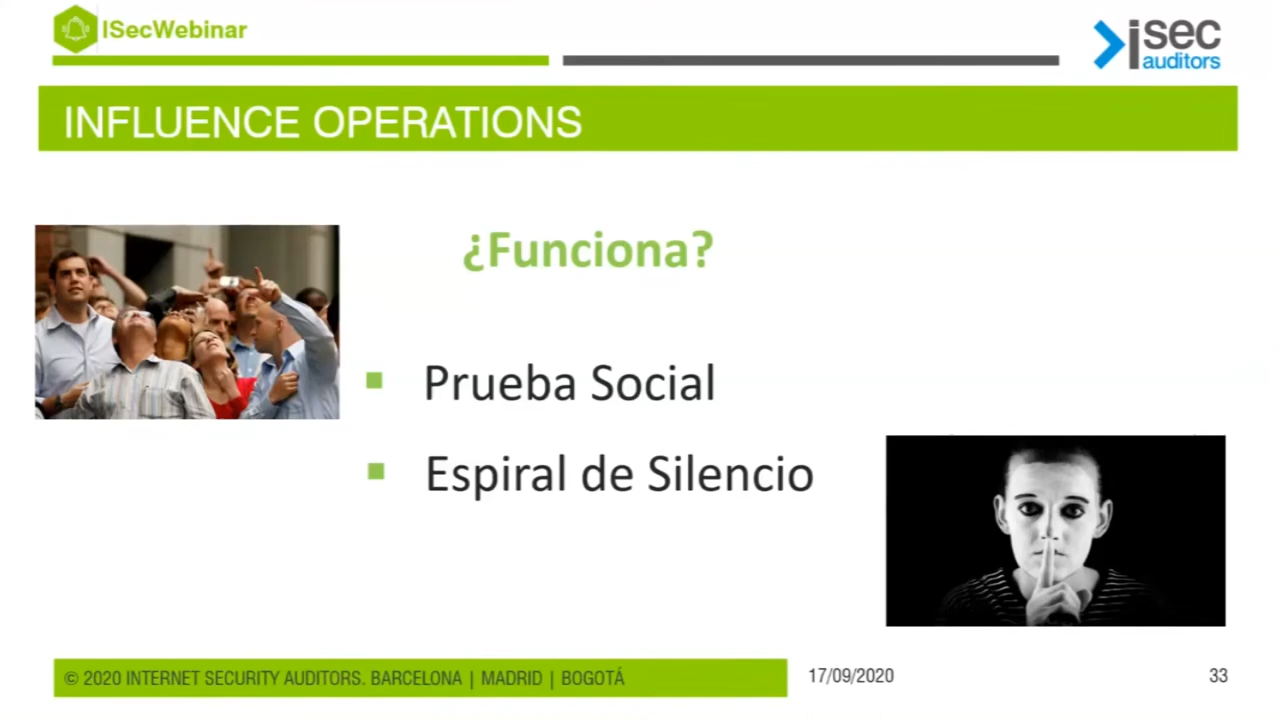 ISecWebinar
isec
auditors
INFLUENCE OPERATIONS
¿Funciona?
Prueba Social
Espiral de Silencio
© 2020 INTERNET SECURITY AUDITORS. BARCELONA | MADRID | BOGOTÁ
17/09/2020
33